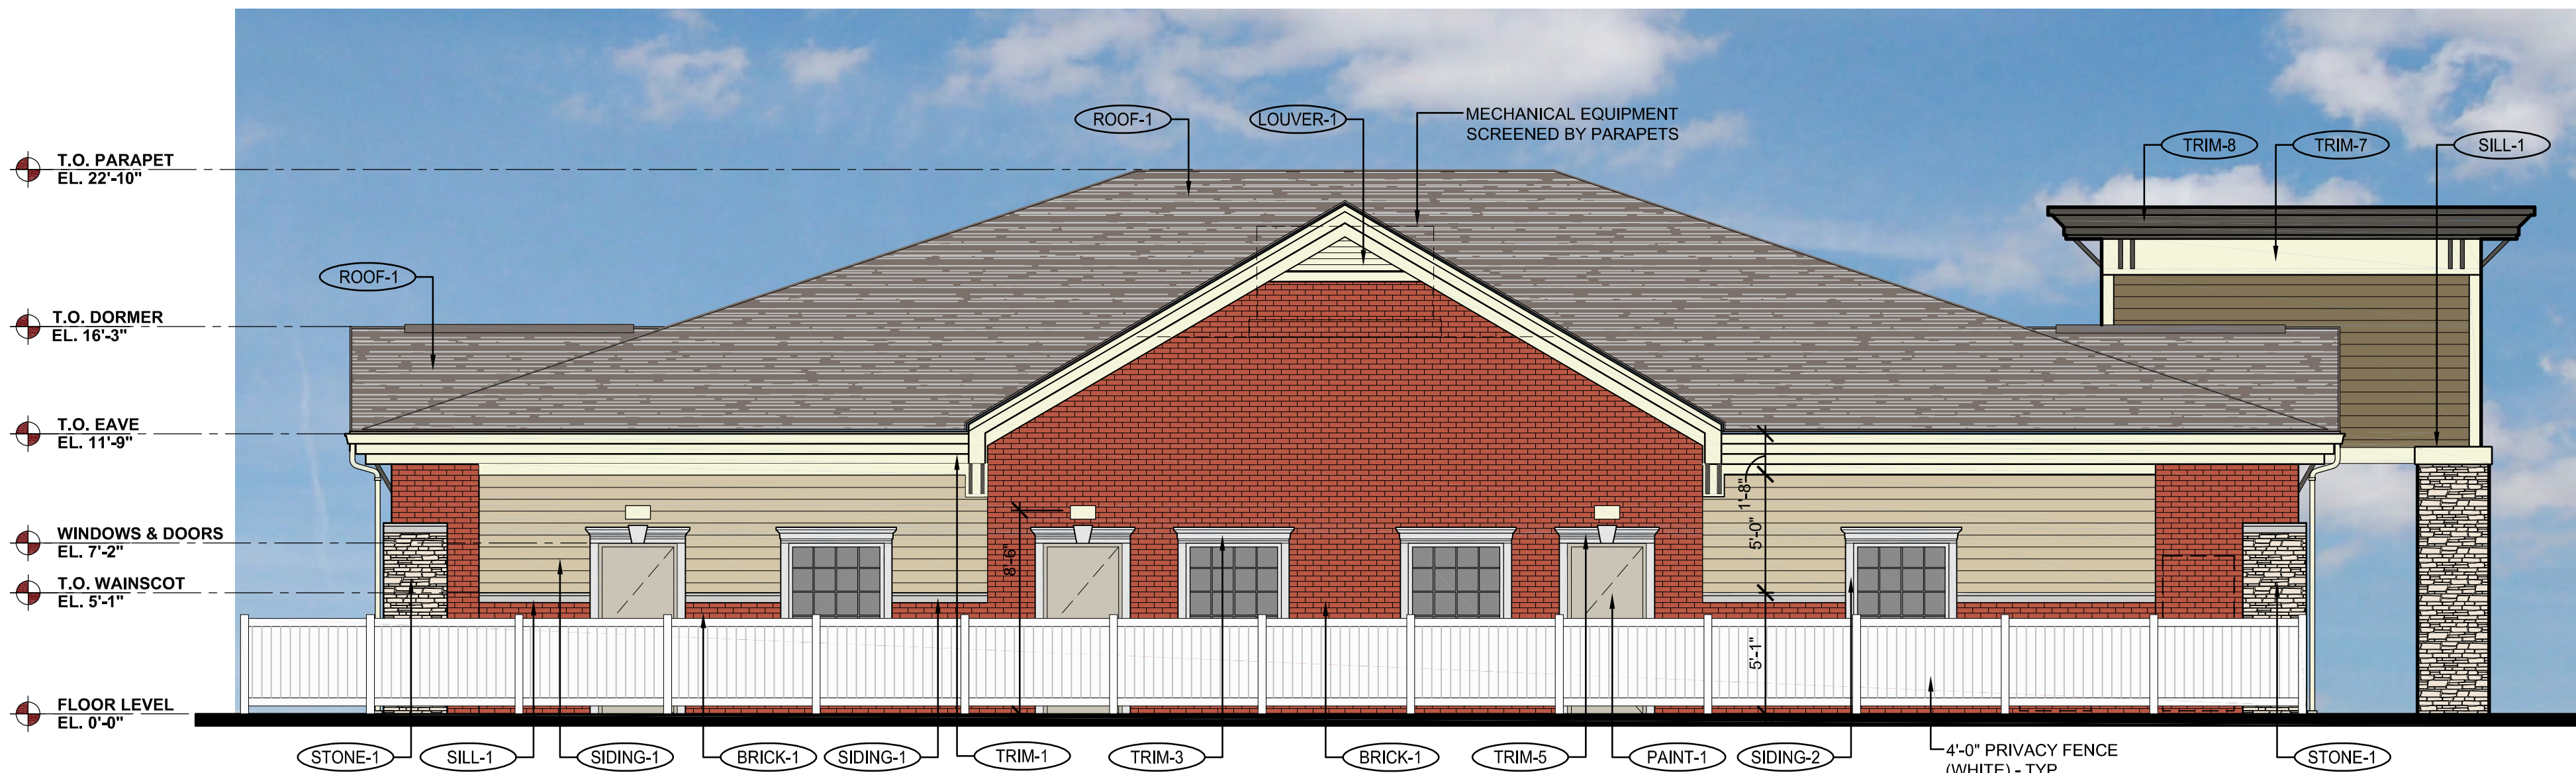 ROOF-1
LOUVER-1
MECHANICAL EQUIPMENT
SCREENED BY PARAPETS
TRIM-8
TRIM-7
SILL-1
T.O. PARAPET
EL. 22'-10"
ROOF-1
T.O. DORMER
EL. 16'-3"
T.O. EAVE
EL. 11'-9"
WINDOWS & DOORS
EL. 7'-2"
T.O. WAINSCOT
EL. 5'-1"
FLOOR LEVEL
EL. 0'-0"
8'-6"
1'-8"
5'-0"
5'-1"
STONE-1
SILL-1
SIDING-1
BRICK-1
SIDING-1
TRIM-1
TRIM-3
BRICK-1
TRIM-5
PAINT-1
SIDING-2
4'-0" PRIVACY FENCE
(WHITE) - TYP
STONE-1